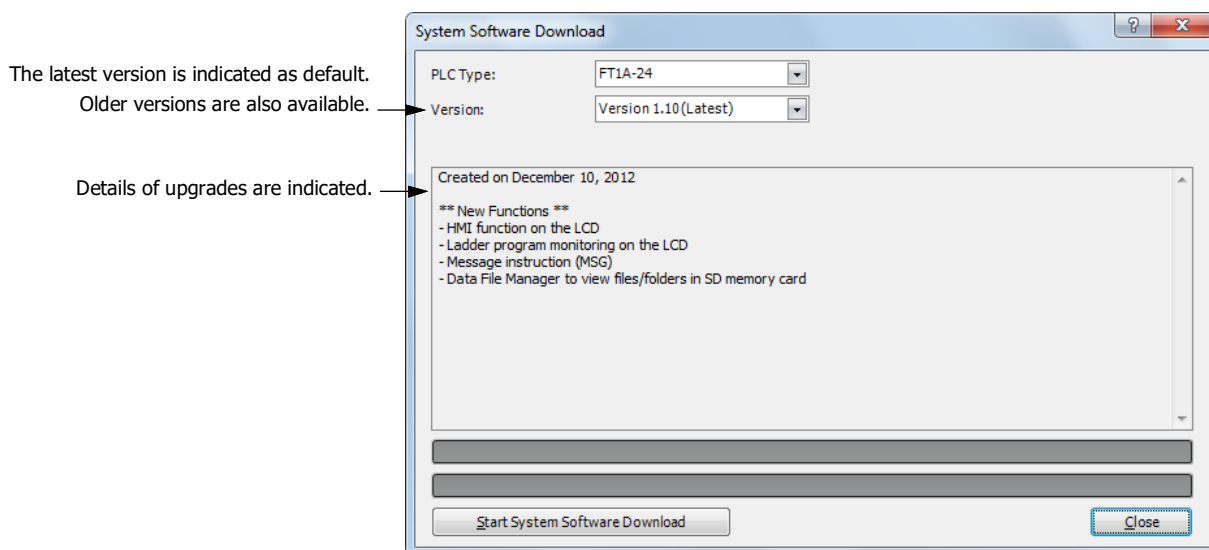 System Software Download
The latest version is indicated as default.
Older versions are also available.
PLC Type:
FT1A-24
Version:
Version 1.10(Latest)
Details of upgrades are indicated.
Created on December 10, 2012
** New Functions **
- HMI function on the LCD
- Ladder program monitoring on the LCD
- Message instruction (MSG)
- Data File Manager to view files/folders in SD memory card
Start System Software Download
Close